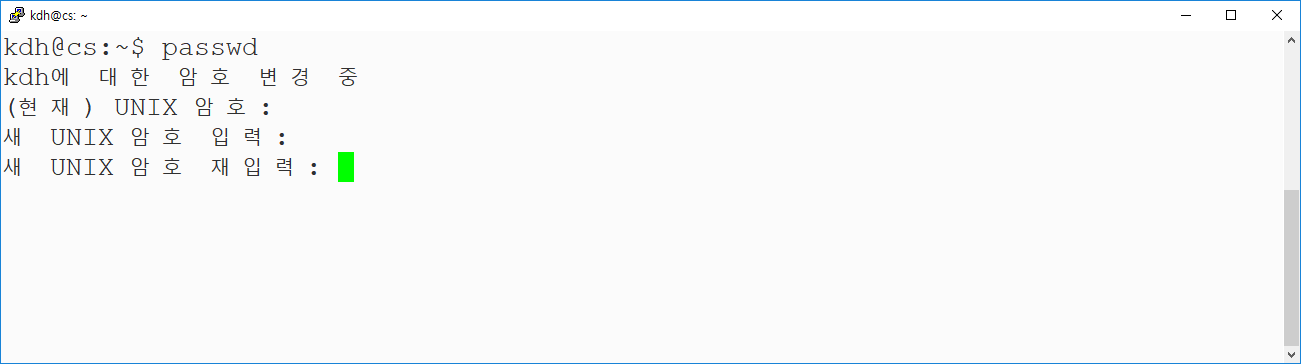 kdh@cs: ~
kdh@cs:~$ passwd
kdh에 대한 암호 변경 중
(현재) UNIX 암호:
새 UNIX 암호 입력:
새 UNIX 암호 재입력: